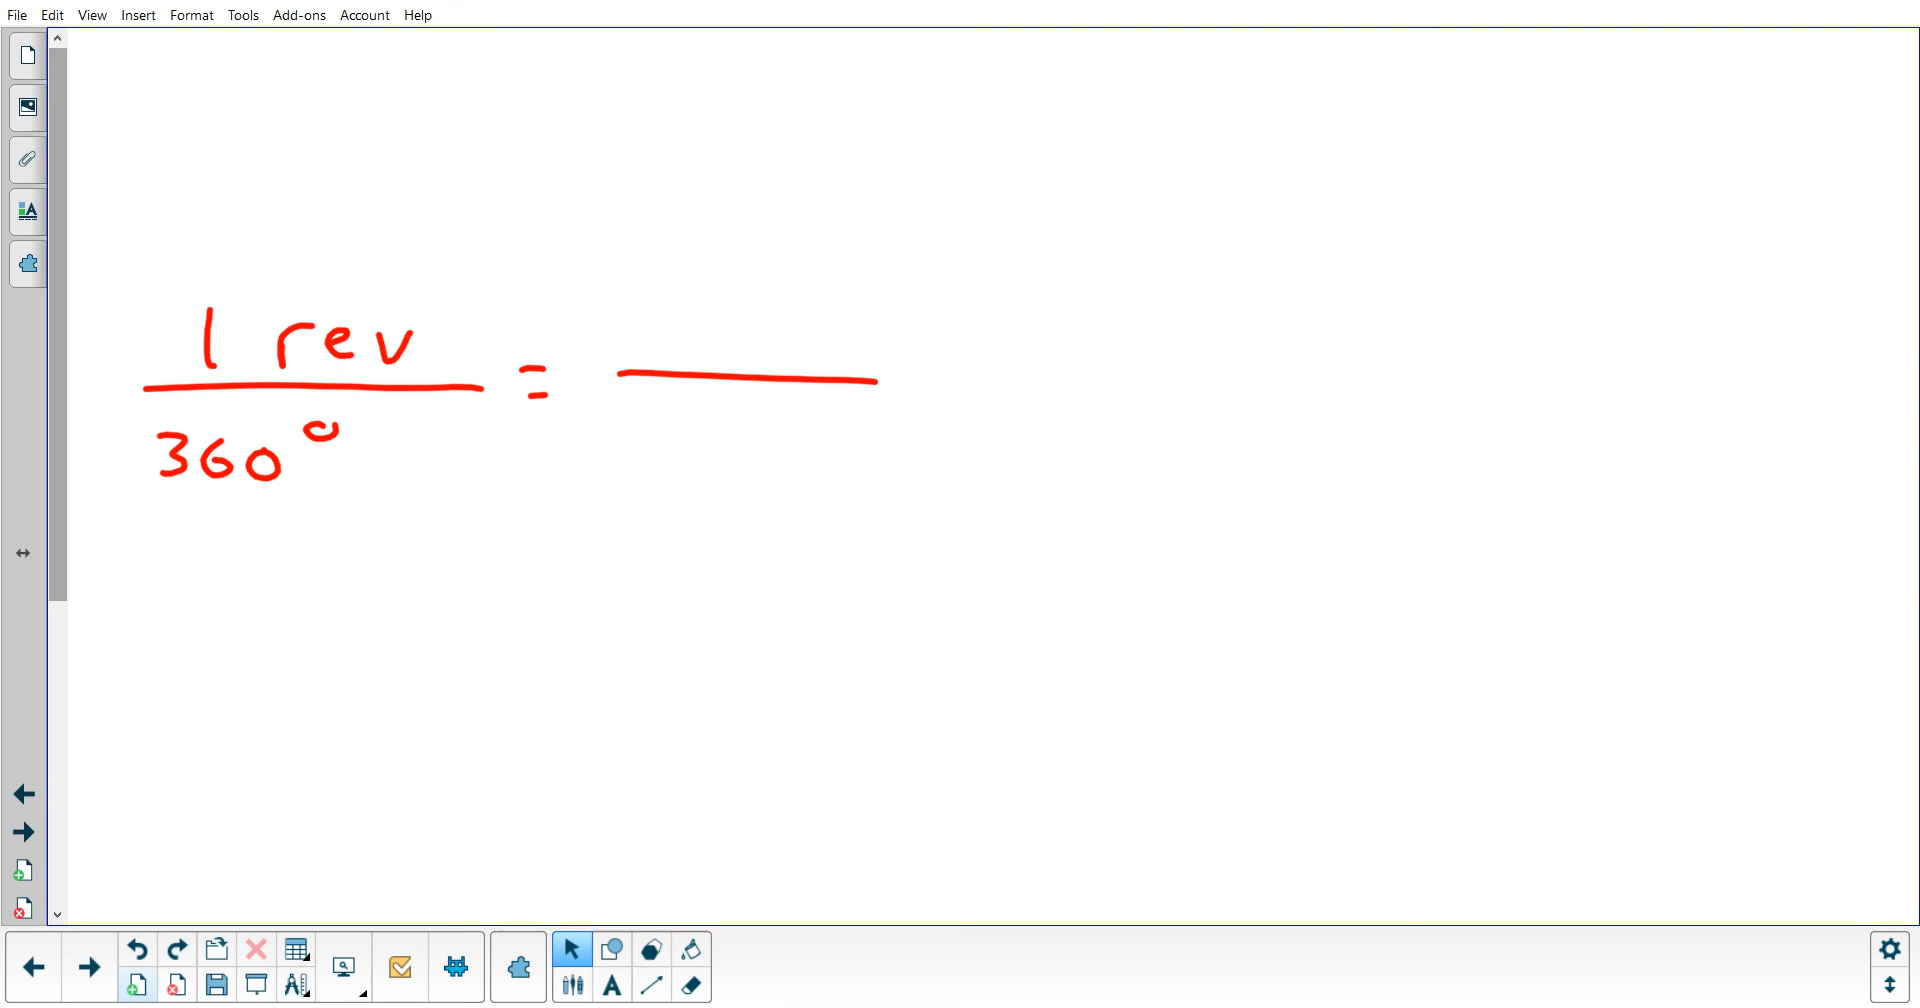 File Edit View Insert Format Tools Add-ons Account Help
1 rev
=
360°